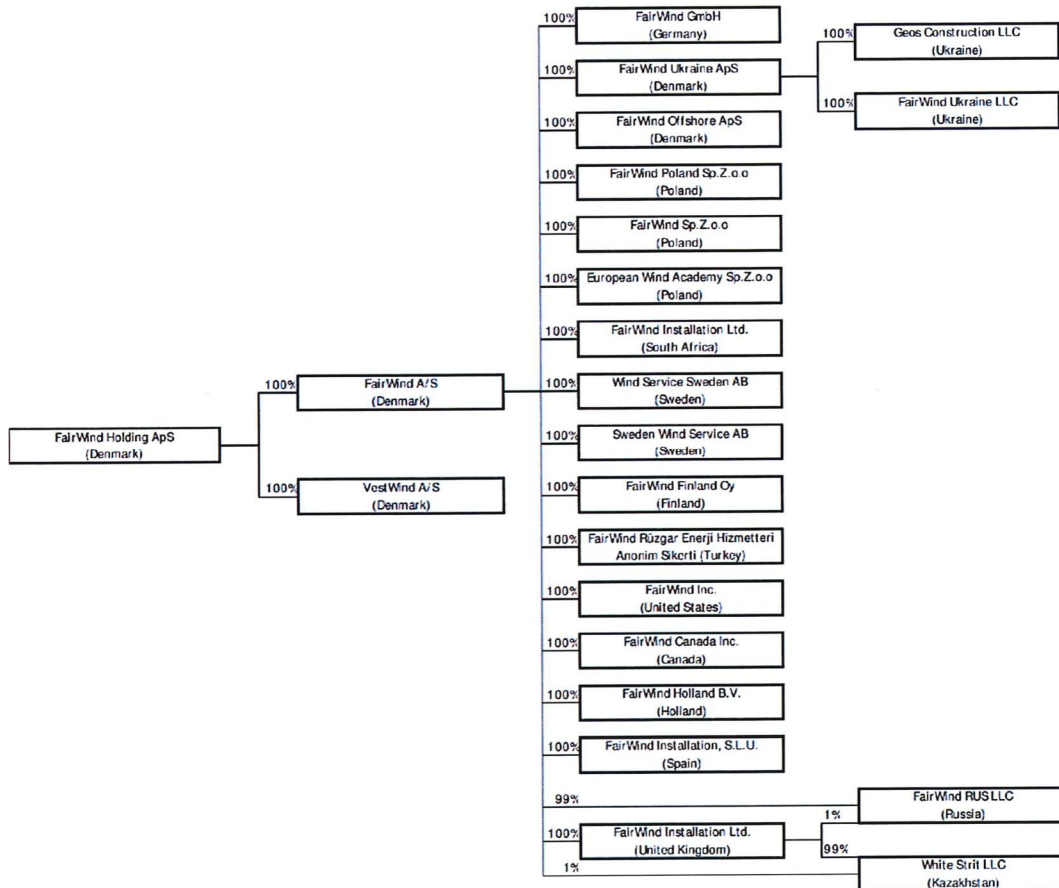 FairWind Holding ApS
(Denmark)
100%
FairWind A/S
(Denmark)
100%
VestWind A/S
(Denmark)
100%
FairWind GmbH
(Germany)
100%
FairWind Ukraine ApS
(Denmark)
100%
Geos Construction LLC
(Ukraine)
100%
FairWind Ukraine LLC
(Ukraine)
100%
FairWind Offshore ApS
(Denmark)
100%
FairWind Poland Sp.Z.o.o
(Poland)
100%
FairWind Sp.Z.o.o
(Poland)
100%
European Wind Academy Sp.Z.o.o
(Poland)
100%
FairWind Installation Ltd.
(South Africa)
100%
Wind Service Sweden AB
(Sweden)
100%
Sweden Wind Service AB
(Sweden)
100%
FairWind Finland Oy
(Finland)
100%
FairWind Rüzgar Enerji Hizmetteri
Anonim Sikerti (Turkey)
100%
FairWind Inc.
(United States)
100%
FairWind Canada Inc.
(Canada)
100%
FairWind Holland B.V.
(Holland)
100%
FairWind Installation, S.L.U.
(Spain)
99%
FairWind RUS LLC
(Russia)
1%
100%
FairWind Installation Ltd.
(United Kingdom)
99%
1%
White Strit LLC
(Kazakhstan)